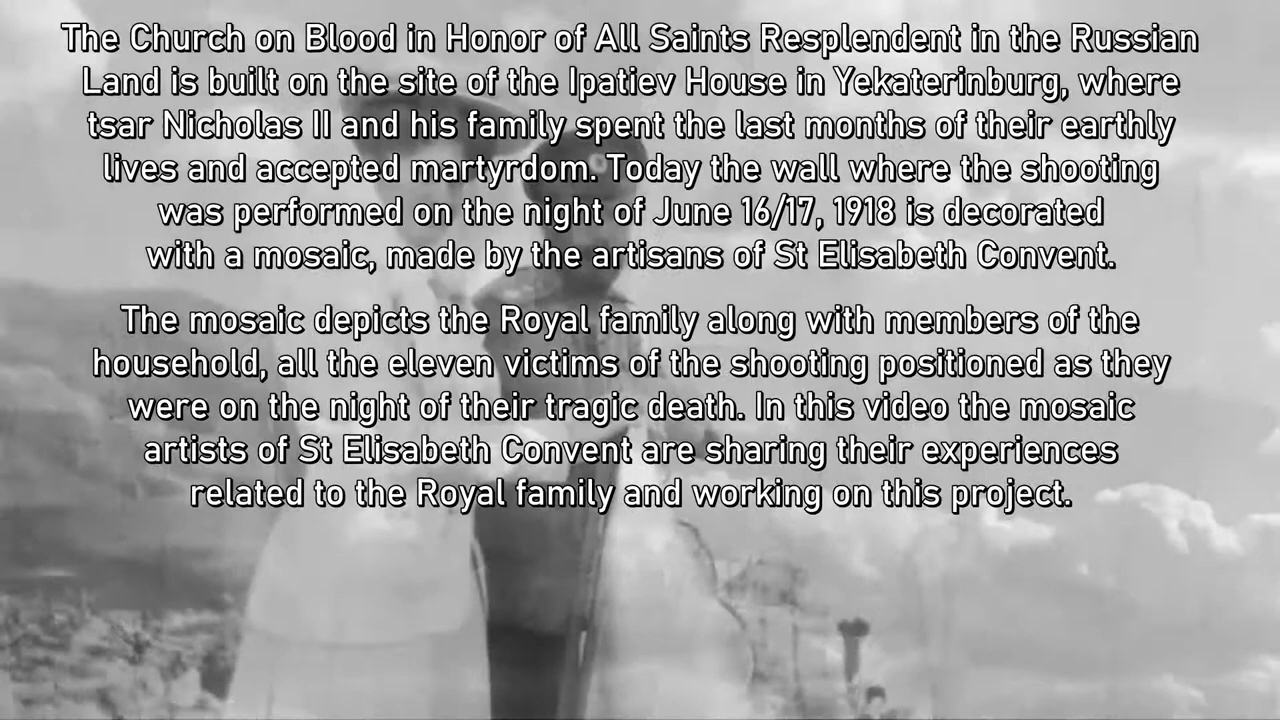 The Church on Blood in Honor of All Saints Resplendent in the Russian
Land is built on the site of the Ipatiev House in Yekaterinburg, where
tsar Nicholas II and his family spent the last months of their earthly
lives and accepted martyrdom. Today the wall where the shooting
was performed on the night of June 16/17, 1918 is decorated
with a mosaic, made by the artisans of St Elisabeth Convent.
The mosaic depicts the Royal family along with members of the
household, all the eleven victims of the shooting positioned as they
were on the night of their tragic death. In this video the mosaic
artists of St Elisabeth Convent are sharing their experiences
related to the Royal family and working on this project.